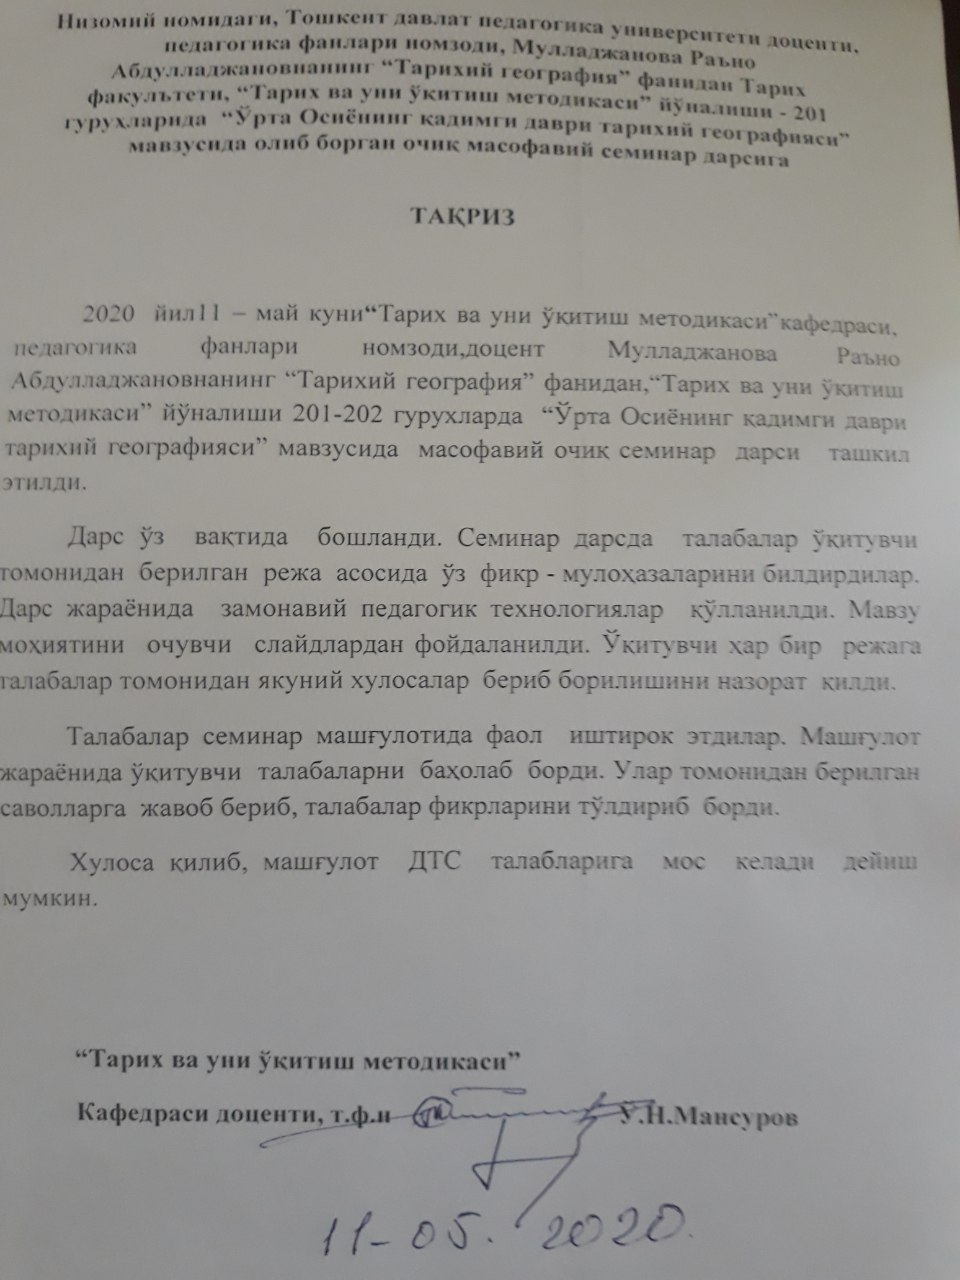 Низомий номидаги, Тошкент давлат педагогика университети доценти,
педагогика фанлари номзоди, Мулладжанова Раъно
Абдулладжановнанинг “Тарихий география” фанидан Тарих
факультети, “Тарих ва уни ўқитиш методикаси” йўналиши - 201
гурухларида “Ўрта Осиёнинг қадимги даври тарихий географияси”
мавзусида олиб борган очиқ масофавий семинар дарсига
ТАҚРИЗ
2020 йил11 – май куни“Тарих ва уни ўқитиш методикаси”кафедраси,
педагогика фанлари номзоди,доцент Мулладжанова Раъно
Абдулладжановнанинг “Тарихий география” фанидан,“Тарих ва уни ўқитиш
методикаси” йўналиши 201-202 гурухларда “Ўрта Осиёнинг қадимги даври
тарихий географияси” мавзусида масофавий очиқ семинар дарси ташкил
этилди.
Дарс ўз вақтида бошланди. Семинар дарсда талабалар ўқитувчи
томонидан берилган режа асосида ўз фикр - мулоҳазаларини билдирдилар.
Дарс жараёнида замонавий педагогик технологиялар қўлланилди. Мавзу
моҳиятини очувчи слайдлардан фойдаланилди. Ўқитувчи ҳар бир режага
талабалар томонидан якуний хулосалар бериб борилишини назорат қилди.
Талабалар семинар машғулотида фаол иштирок этдилар. Машғулот
жараёнида ўқитувчи талабаларни баҳолаб борди. Улар томонидан берилган
саволларга жавоб бериб, талабалар фикрларини тўлдириб борди.
Хулоса қилиб, машғулот ДТС талабларига мос келади дейиш
мумкин.
“Тарих ва уни ўқитиш методикаси”
Кафедраси доценти, т.ф.н Ў.Н.Мансуров
11-05. 2020.